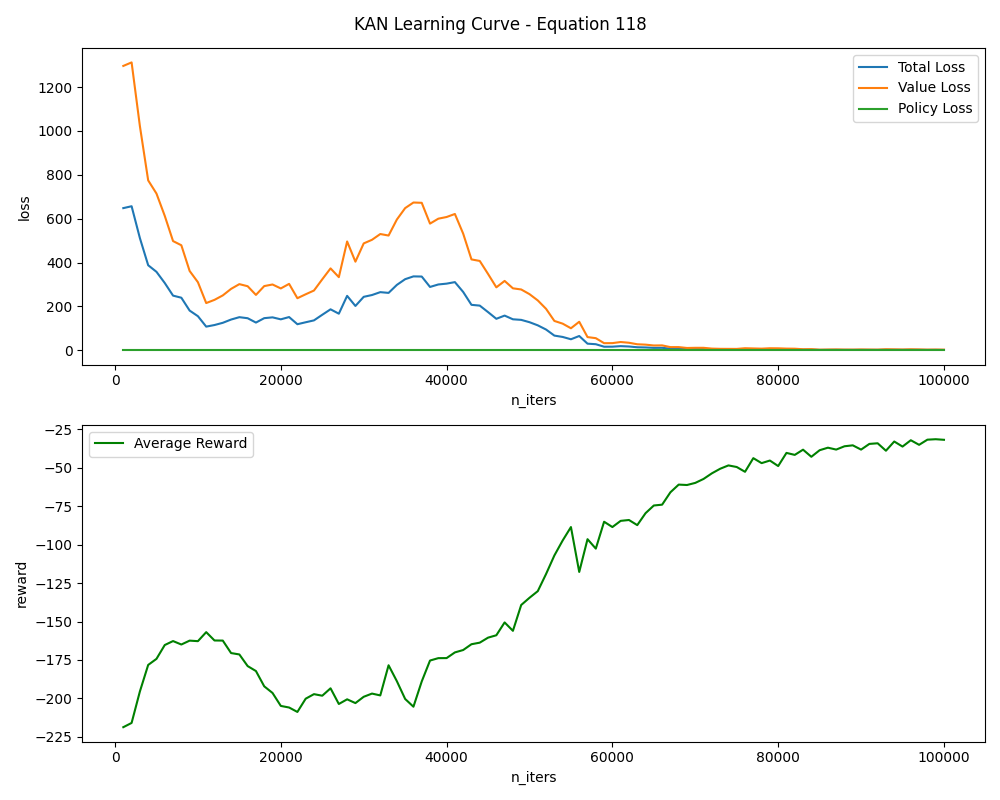 KAN Learning Curve - Equation 118
Total Loss
Value Loss
Policy Loss
1200
1000
800
600
400
200
0
loss
0 20000 40000 60000 80000 100000
n_iters
Average Reward
−25
−50
−75
−100
−125
−150
−175
−200
−225
reward
0 20000 40000 60000 80000 100000
n_iters